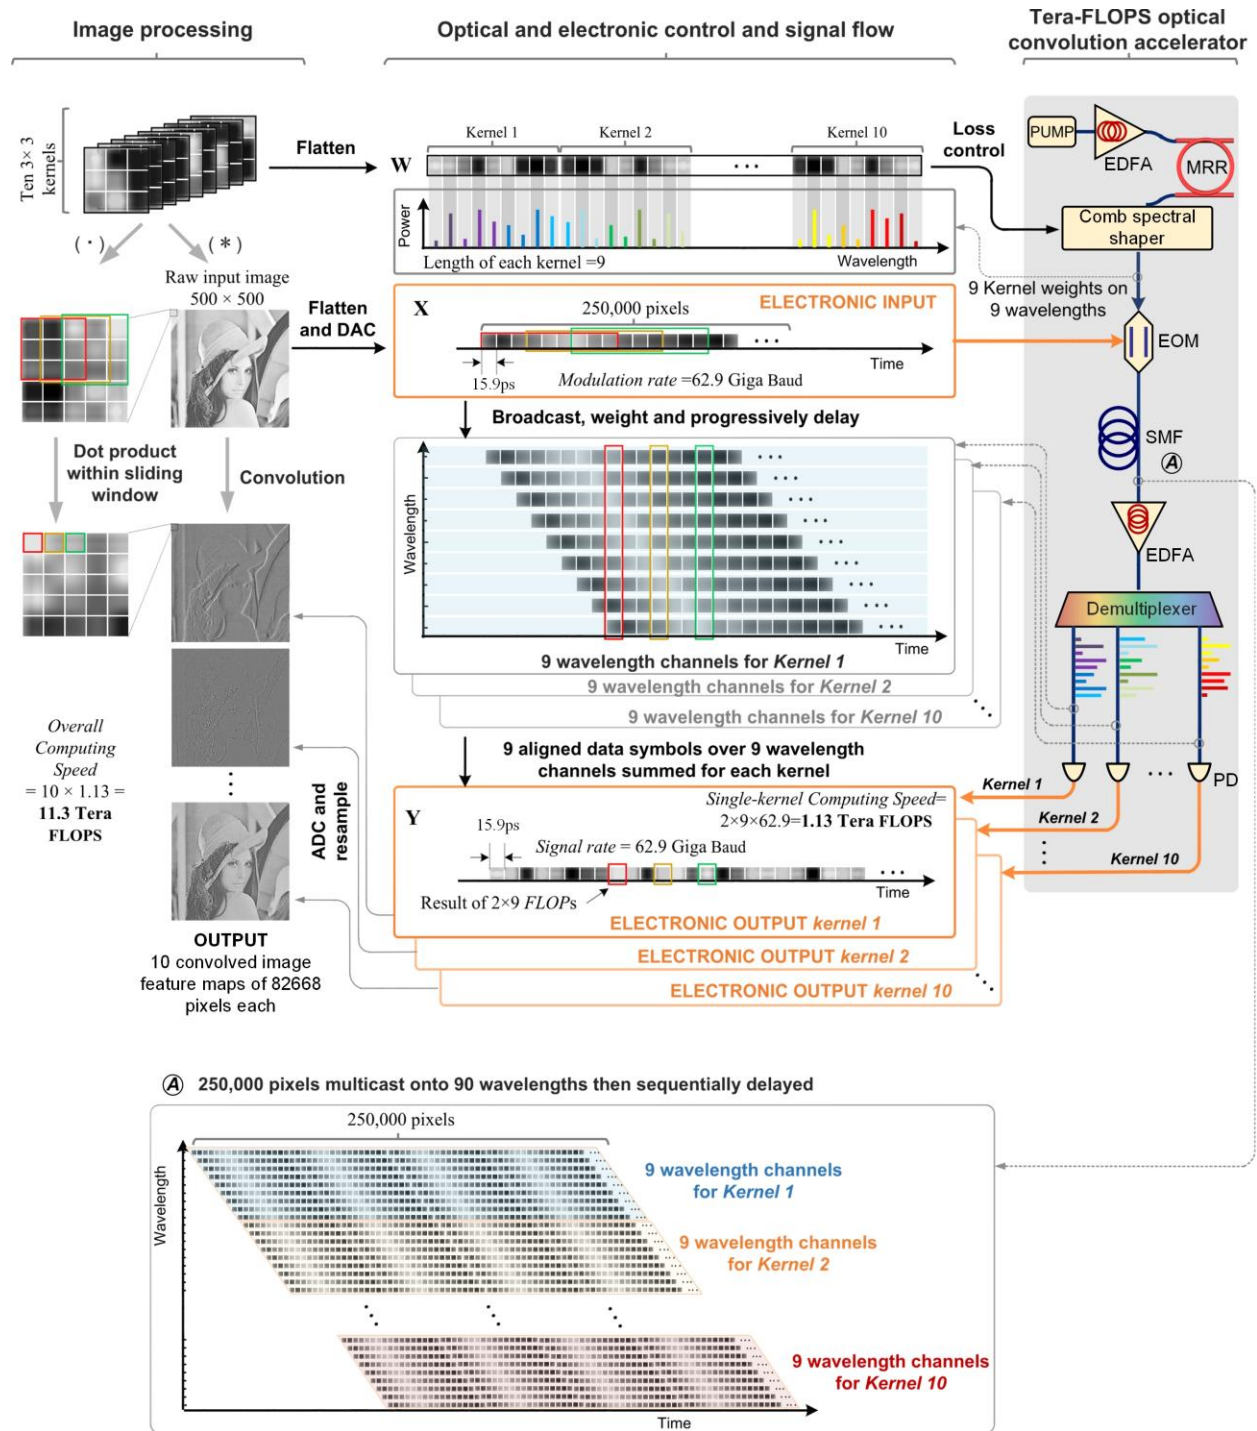 Image processing
Optical and electronic control and signal flow
Tera-FLOPS optical
convolution accelerator
Ten 3× 3
kernels
Flatten
Kernel 1
Kernel 2
Kernel 10
W
...
Loss
control
PUMP
EDFA
MRR
Power
Wavelength
Length of each kernel =9
Comb spectral
shaper
( · )
( * )
Raw input image
500 × 500
Flatten
and DAC
9 Kernel weights on
9 wavelengths
X
ELECTRONIC INPUT
250,000 pixels
...
Time
15.9ps
Modulation rate =62.9 Giga Baud
EOM
Broadcast, weight and progressively delay
Dot product
within sliding
window
Convolution
SMF
A
Wavelength
...
...
...
...
...
...
...
...
...
Time
EDFA
Demultiplexer
9 wavelength channels for Kernel 1
9 wavelength channels for Kernel 2
9 wavelength channels for Kernel 10
...
Overall
Computing
Speed
= 10 × 1.13 =
11.3 Tera
FLOPS
9 aligned data symbols over 9 wavelength
channels summed for each kernel
...
PD
Kernel 1
Kernel 2
Kernel 10
ADC and
resample
Y
Single-kernel Computing Speed=
2×9×62.9=1.13 Tera FLOPS
15.9ps
Signal rate = 62.9 Giga Baud
...
Time
Result of 2×9 FLOPs
ELECTRONIC OUTPUT kernel 1
ELECTRONIC OUTPUT kernel 2
ELECTRONIC OUTPUT kernel 10
OUTPUT
10 convolved image
feature maps of 82668
pixels each
A 250,000 pixels multicast onto 90 wavelengths then sequentially delayed
250,000 pixels
Wavelength
9 wavelength channels
for Kernel 1
9 wavelength channels
for Kernel 2
9 wavelength channels
for Kernel 10
Time